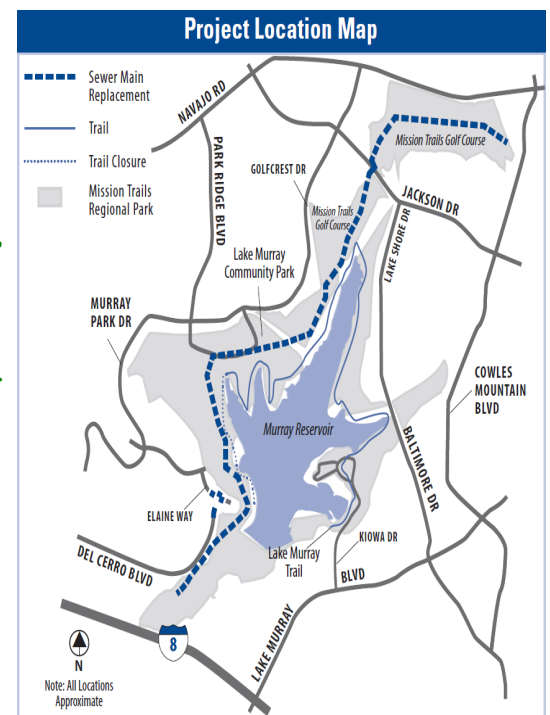 Project Location Map
Sewer Main
Replacement
Trail
Trail Closure
Mission Trails
Regional Park
NAVAJO RD
PARK RIDGE BLVD
GOLFCREST DR
Mission Trails Golf Course
Mission Trails
Golf Course
JACKSON DR
LAKE SHORE DR
Lake Murray
Community Park
MURRAY
PARK DR
COWLES
MOUNTAIN
BLVD
Murray Reservoir
BALTIMORE DR
ELAINE WAY
DEL CERRO BLVD
Lake Murray
Trail
KIOWA DR
LAKE MURRAY
BLVD
8
N
Note: All Locations
Approximate